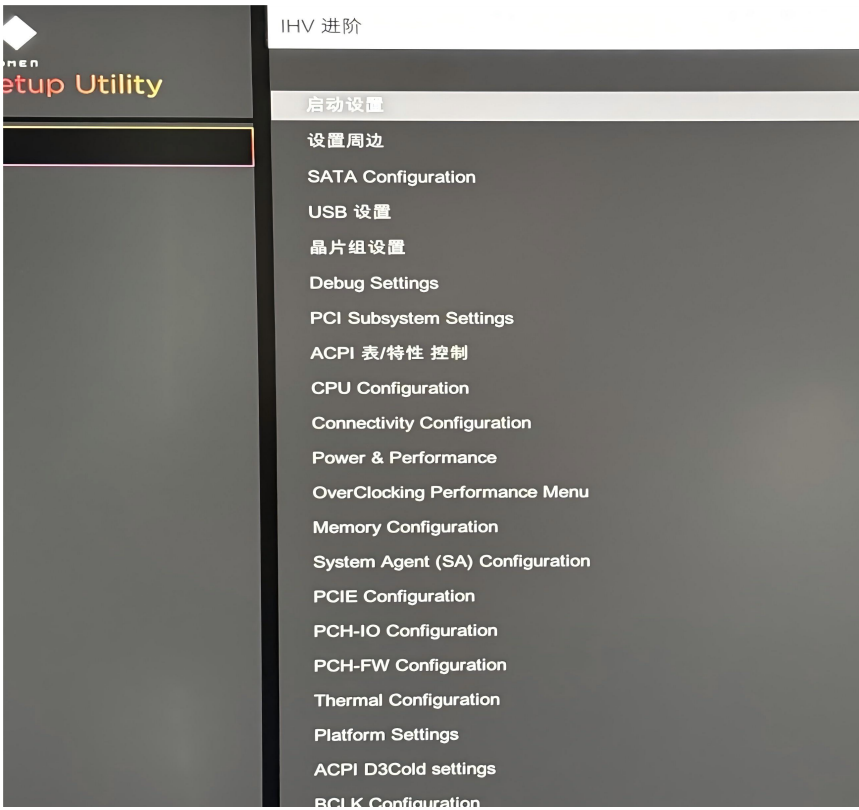 IHV 进阶
OMEN
etup Utility
启动设置
设置周边
SATA Configuration
USB 设置
晶片组设置
Debug Settings
PCI Subsystem Settings
ACPI 表/特性 控制
CPU Configuration
Connectivity Configuration
Power & Performance
OverClocking Performance Menu
Memory Configuration
System Agent (SA) Configuration
PCIE Configuration
PCH-IO Configuration
PCH-FW Configuration
Thermal Configuration
Platform Settings
ACPI D3Cold settings
BCLK Configuration